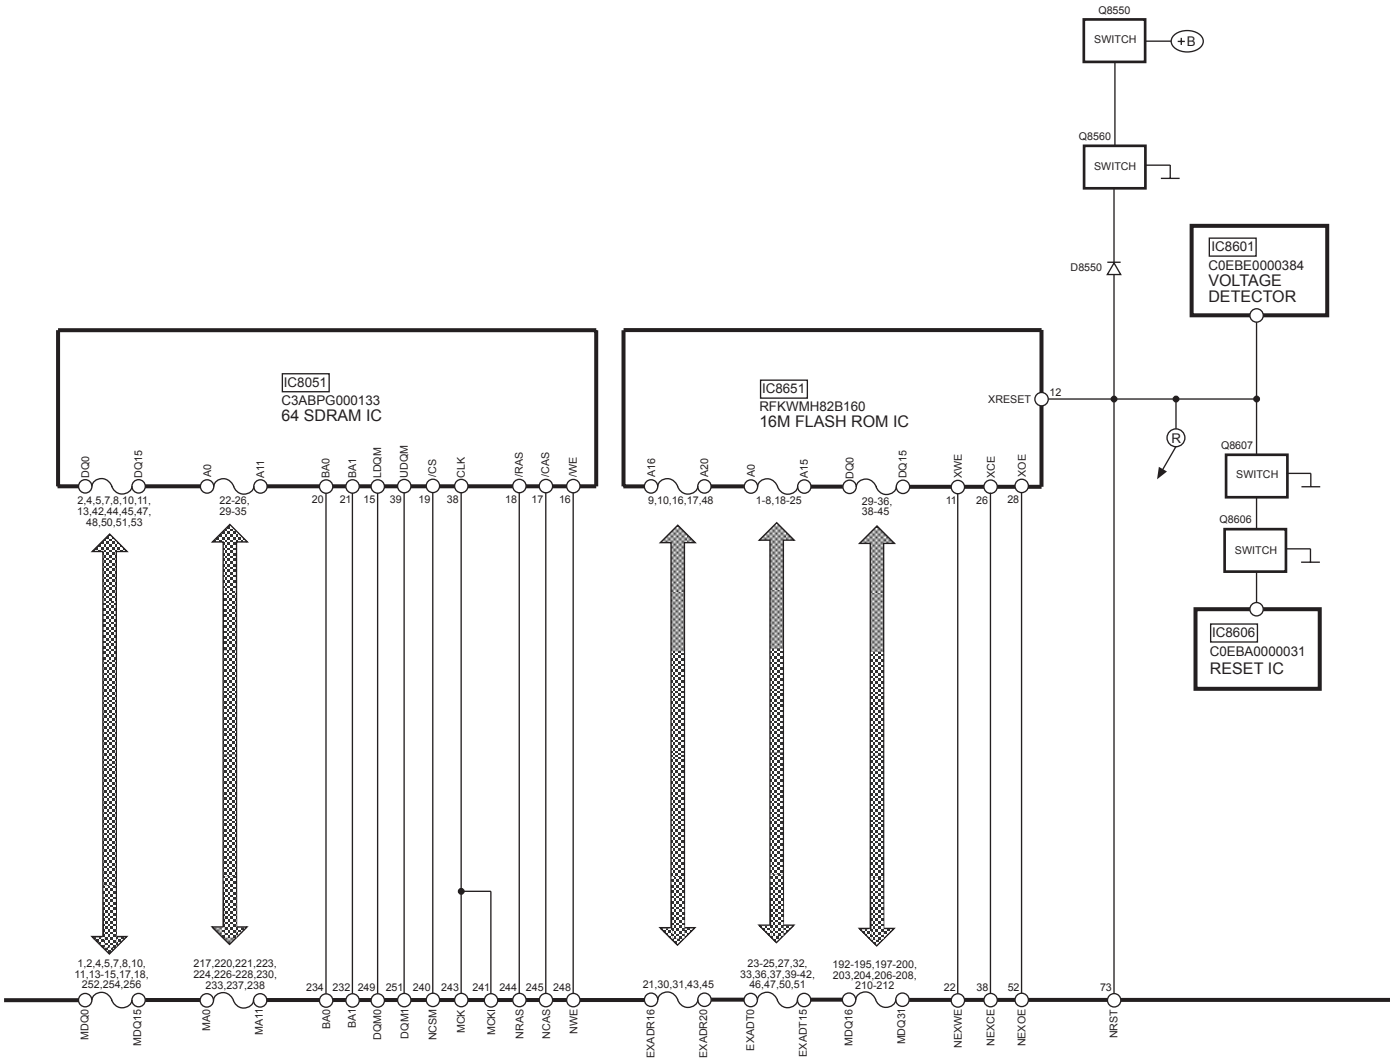 Q8550
SWITCH
+B
Q8560
SWITCH
D8550
IC8601
C0EBE0000384
VOLTAGE
DETECTOR
IC8051
C3ABPG000133
64 SDRAM IC
IC8651
RFKWMH82B160
16M FLASH ROM IC
XRESET
12
R
Q8607
SWITCH
Q8606
SWITCH
IC8606
C0EBA0000031
RESET IC
DQ0
DQ15
A0
A11
BA0
BA1
LDQM
UDQM
/CS
CLK
/RAS
/CAS
/WE
A16
A20
A0
A15
DQ0
DQ15
XWE
XCE
XOE
2,4,5,7,8,10,11,
13,42,44,45,47,
48,50,51,53
22-26,
29-35
20
21
15
39
19
38
18
17
16
9,10,16,17,48
1-8,18-25
29-36,
38-45
11
26
28
1,2,4,5,7,8,10,
11,13-15,17,18,
252,254,256
217,220,221,223,
224,226-228,230,
233,237,238
234
232
249
251
240
243
241
244
245
248
21,30,31,43,45
23-25,27,32,
33,36,37,39-42,
46,47,50,51
192-195,197-200,
203,204,206-208,
210-212
22
38
52
73
MDQ0
MDQ15
MA0
MA11
BA0
BA1
DQM0
DQM1
NCSM
MCK
MCKI
NRAS
NCAS
NWE
EXADR16
EXADR20
EXADT0
EXADT15
MDQ16
MDQ31
NEXWE
NEXCE
NEXOE
NRST